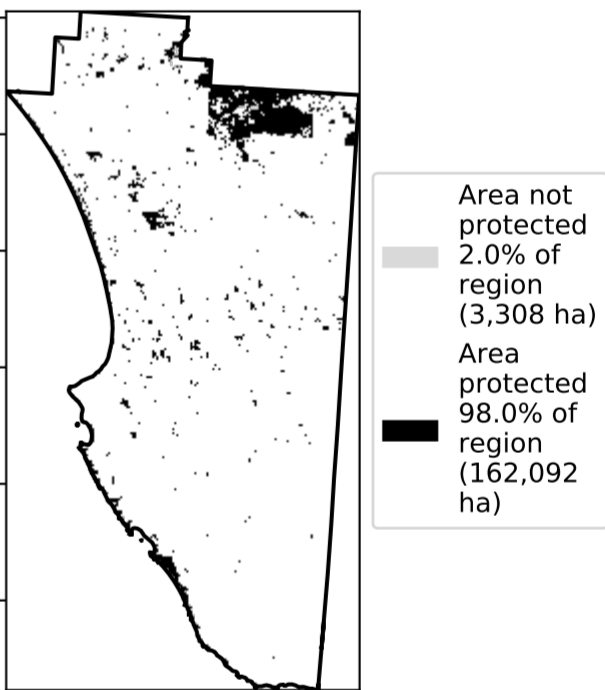 Area not
protected
2.0% of
region
(3,308 ha)
Area
protected
98.0% of
region
(162,092
ha)